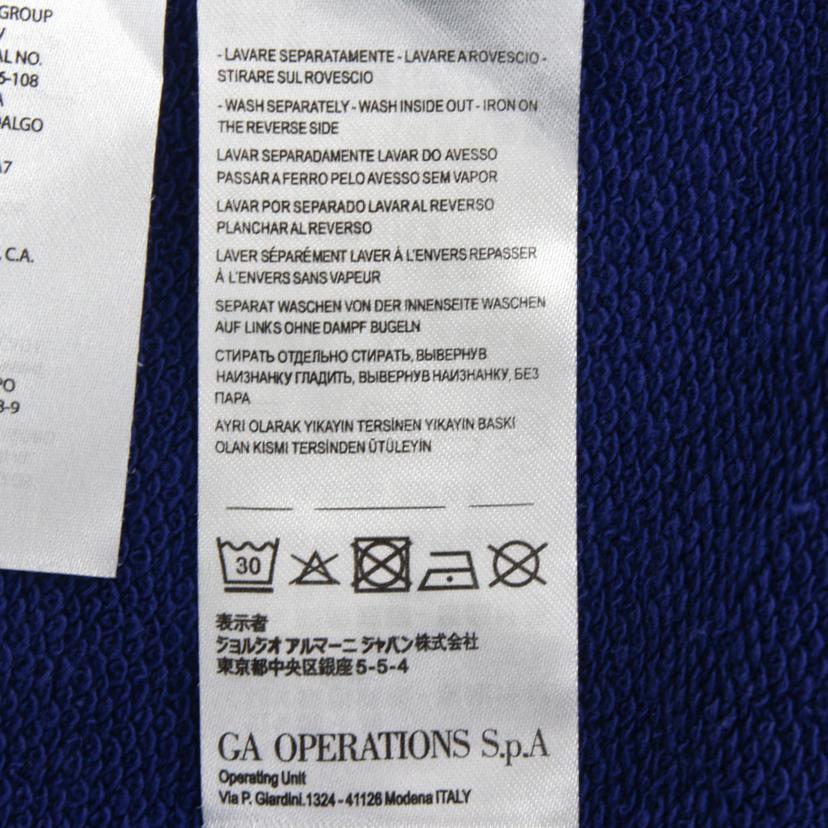 GROUP
AL NO.
6-108
A
DALGO
A7
, C.A.
PO
3-9
- LAVARE SEPARATAMENTE - LAVARE A ROVESCIO -
STIRARE SUL ROVESCIO
- WASH SEPARATELY - WASH INSIDE OUT - IRON ON
THE REVERSE SIDE
LAVAR SEPARADAMENTE LAVAR DO AVESSO
PASSAR A FERRO PELO AVESSO SEM VAPOR
LAVAR POR SEPARADO LAVAR AL REVERSO
PLANCHAR AL REVERSO
LAVER SÉPARÉMENT LAVER À L'ENVERS REPASSER
À L'ENVERS SANS VAPEUR
SEPARAT WASCHEN VON DER INNENSEITE WASCHEN
AUF LINKS OHNE DAMPF BUGELN
СТИРАТЬ ОТДЕЛЬНО СТИРАТЬ, ВЫВЕРНУВ
НАИЗНАНКУ ГЛАДИТЬ, ВЫВЕРНУВ НАИЗНАНКУ, БЕЗ
ПАРА
AYRI OLARAK YIKAYIN TERSİNEN YIKAYIN BASKI
OLAN KISMI TERSİNDEN ÜTÜLEYİN
30
表示者
ジョルジオ アルマーニ ジャパン株式会社
東京都中央区銀座5-5-4
GA OPERATIONS S.p.A
Operating Unit
Via P. Giardini.1324 - 41126 Modena ITALY